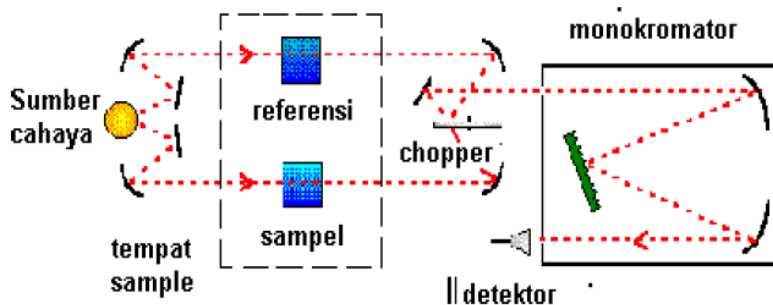 monokromator
Sumber
cahaya
referensi
chopper
sampel
tempat
sample
detektor